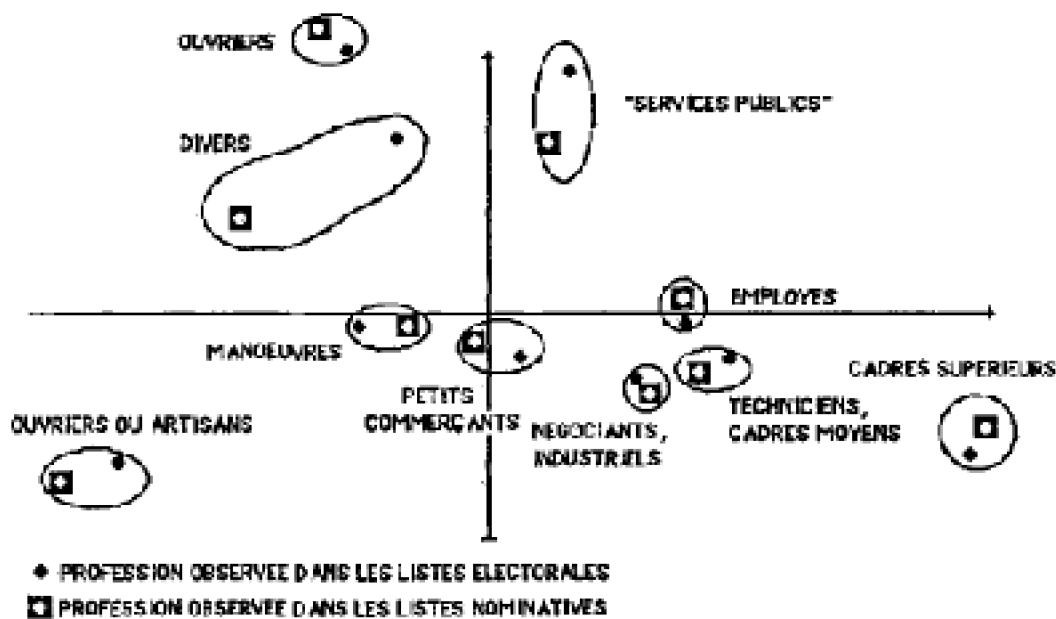 OUVRIERS
"SERVICES PUBLICS"
DIVERS
EMPLOYES
MANOEUVRES
CADRES SUPERIEURS
PETITS
COMMERÇANTS
TECHNICIENS,
CADRES MOYENS
OUVRIERS OU ARTISANS
NEGOCIANTS,
INDUSTRIELS
PROFESSION OBSERVEE DANS LES LISTES ELECTORALES
PROFESSION OBSERVEE DANS LES LISTES NOMINATIVES